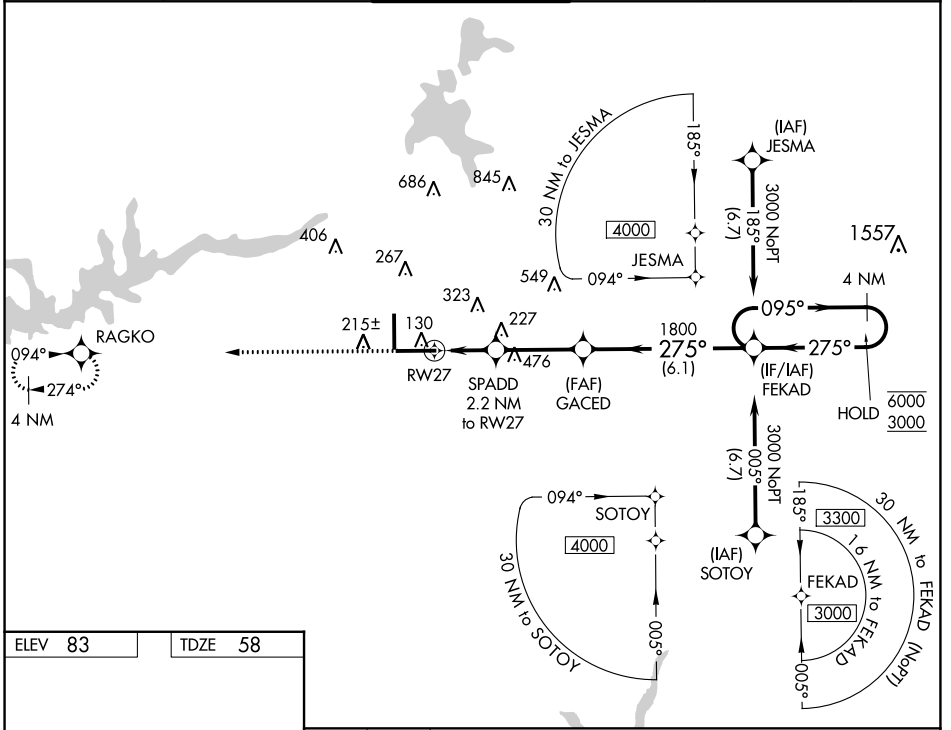 30 NM to JESMA
185°
4000
JESMA
094°
(IAF)
JESMA
3000 NoPT
185°
(6.7)
1557
686
845
406
267
549
323
227
215±
130
476
RAGKO
094°
274°
4 NM
RW27
SPADD
2.2 NM
to RW27
(FAF)
GACED
1800
275°
(6.1)
4 NM
095°
275°
(IF/IAF)
FEKAD
HOLD
6000
3000
3000 NoPT
005°
(6.7)
(IAF)
SOTOY
094°
SOTOY
4000
30 NM to SOTOY
005°
185°
3300
30 NM to FEKAD (NoPT)
16 NM to FEKAD
FEKAD
3000
005°
ELEV 83
TDZE 58